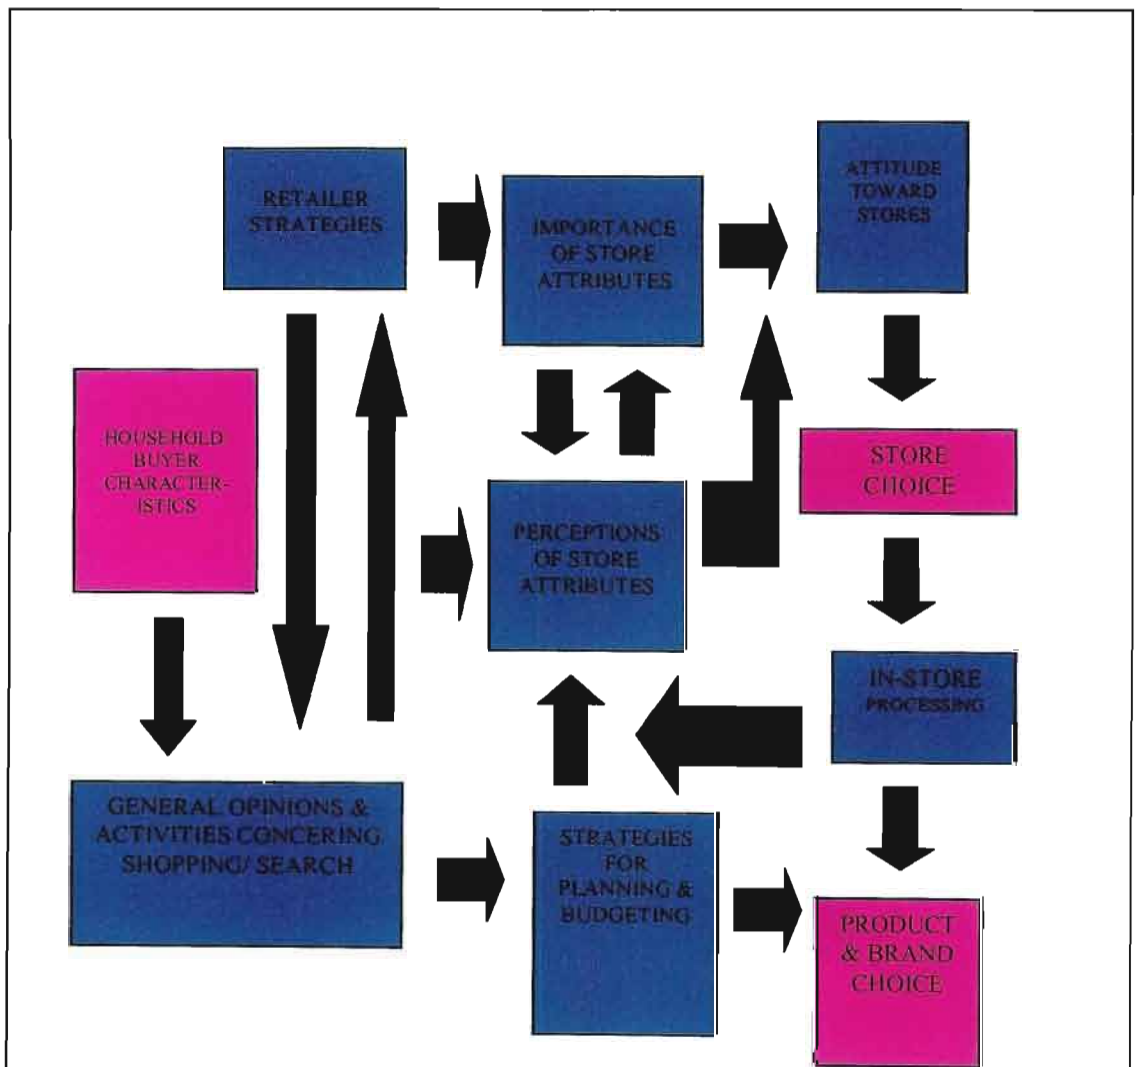 RETAILER
STRATEGIES
IMPORTANCE
OF STORE
ATTRIBUTES
ATTITUDE
TOWARD
STORES
HOUSEHOLD
BUYER
CHARACTER-
ISTICS
PERCEPTIONS
OF STORE
ATTRIBUTES
STORE
CHOICE
IN-STORE
PROCESSING
GENERAL OPINIONS &
ACTIVITIES CONCERING
SHOPPING/ SEARCH
STRATEGIES
FOR
PLANNING &
BUDGETING
PRODUCT
& BRAND
CHOICE